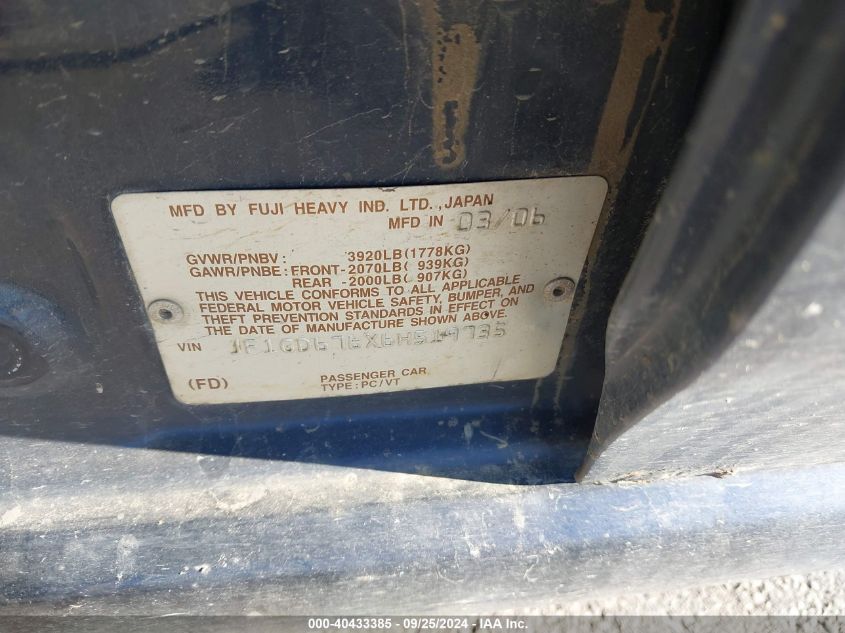 MFD BY FUJI HEAVY IND. LTD.,JAPAN
MFD IN 03/06
GVWR/PNBV : 3920LB(1778KG)
GAWR/PNBE : FRONT-2070LB( 939KG)
REAR -2000LB( 907KG)
THIS VEHICLE CONFORMS TO ALL APPLICABLE
FEDERAL MOTOR VEHICLE SAFETY, BUMPER, AND
THEFT PREVENTION STANDARDS IN EFFECT ON
THE DATE OF MANUFACTURE SHOWN ABOVE.
VIN JF1GD676X6H519735
(FD) PASSENGER CAR
TYPE : PC/VT
000-40433385 - 09/25/2024 - IAA Inc.